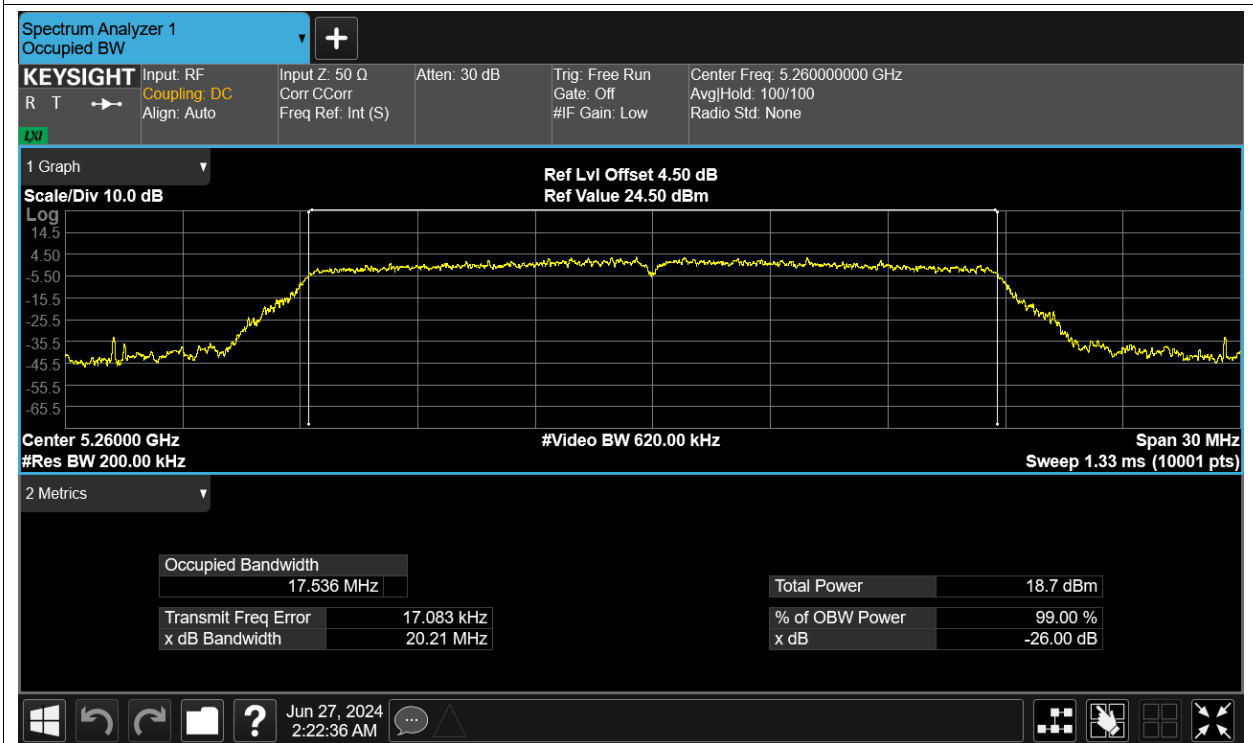 Spectrum Analyzer 1
Occupied BW
KEYSIGHT
R T
LXI
Input: RF
Coupling: DC
Align: Auto
Input Z: 50 Ω
Corr CCorr
Freq Ref: Int (S)
Atten: 30 dB
Trig: Free Run
Gate: Off
#IF Gain: Low
Center Freq: 5.260000000 GHz
Avg|Hold: 100/100
Radio Std: None
1 Graph
Scale/Div 10.0 dB
Ref Lvl Offset 4.50 dB
Ref Value 24.50 dBm
Log
14.5
4.50
-5.50
-15.5
-25.5
-35.5
-45.5
-55.5
-65.5
Center 5.26000 GHz
#Res BW 200.00 kHz
#Video BW 620.00 kHz
Span 30 MHz
Sweep 1.33 ms (10001 pts)
2 Metrics
Occupied Bandwidth
17.536 MHz
Transmit Freq Error 17.083 kHz
x dB Bandwidth 20.21 MHz
Total Power 18.7 dBm
% of OBW Power 99.00 %
x dB -26.00 dB
?
Jun 27, 2024
2:22:36 AM